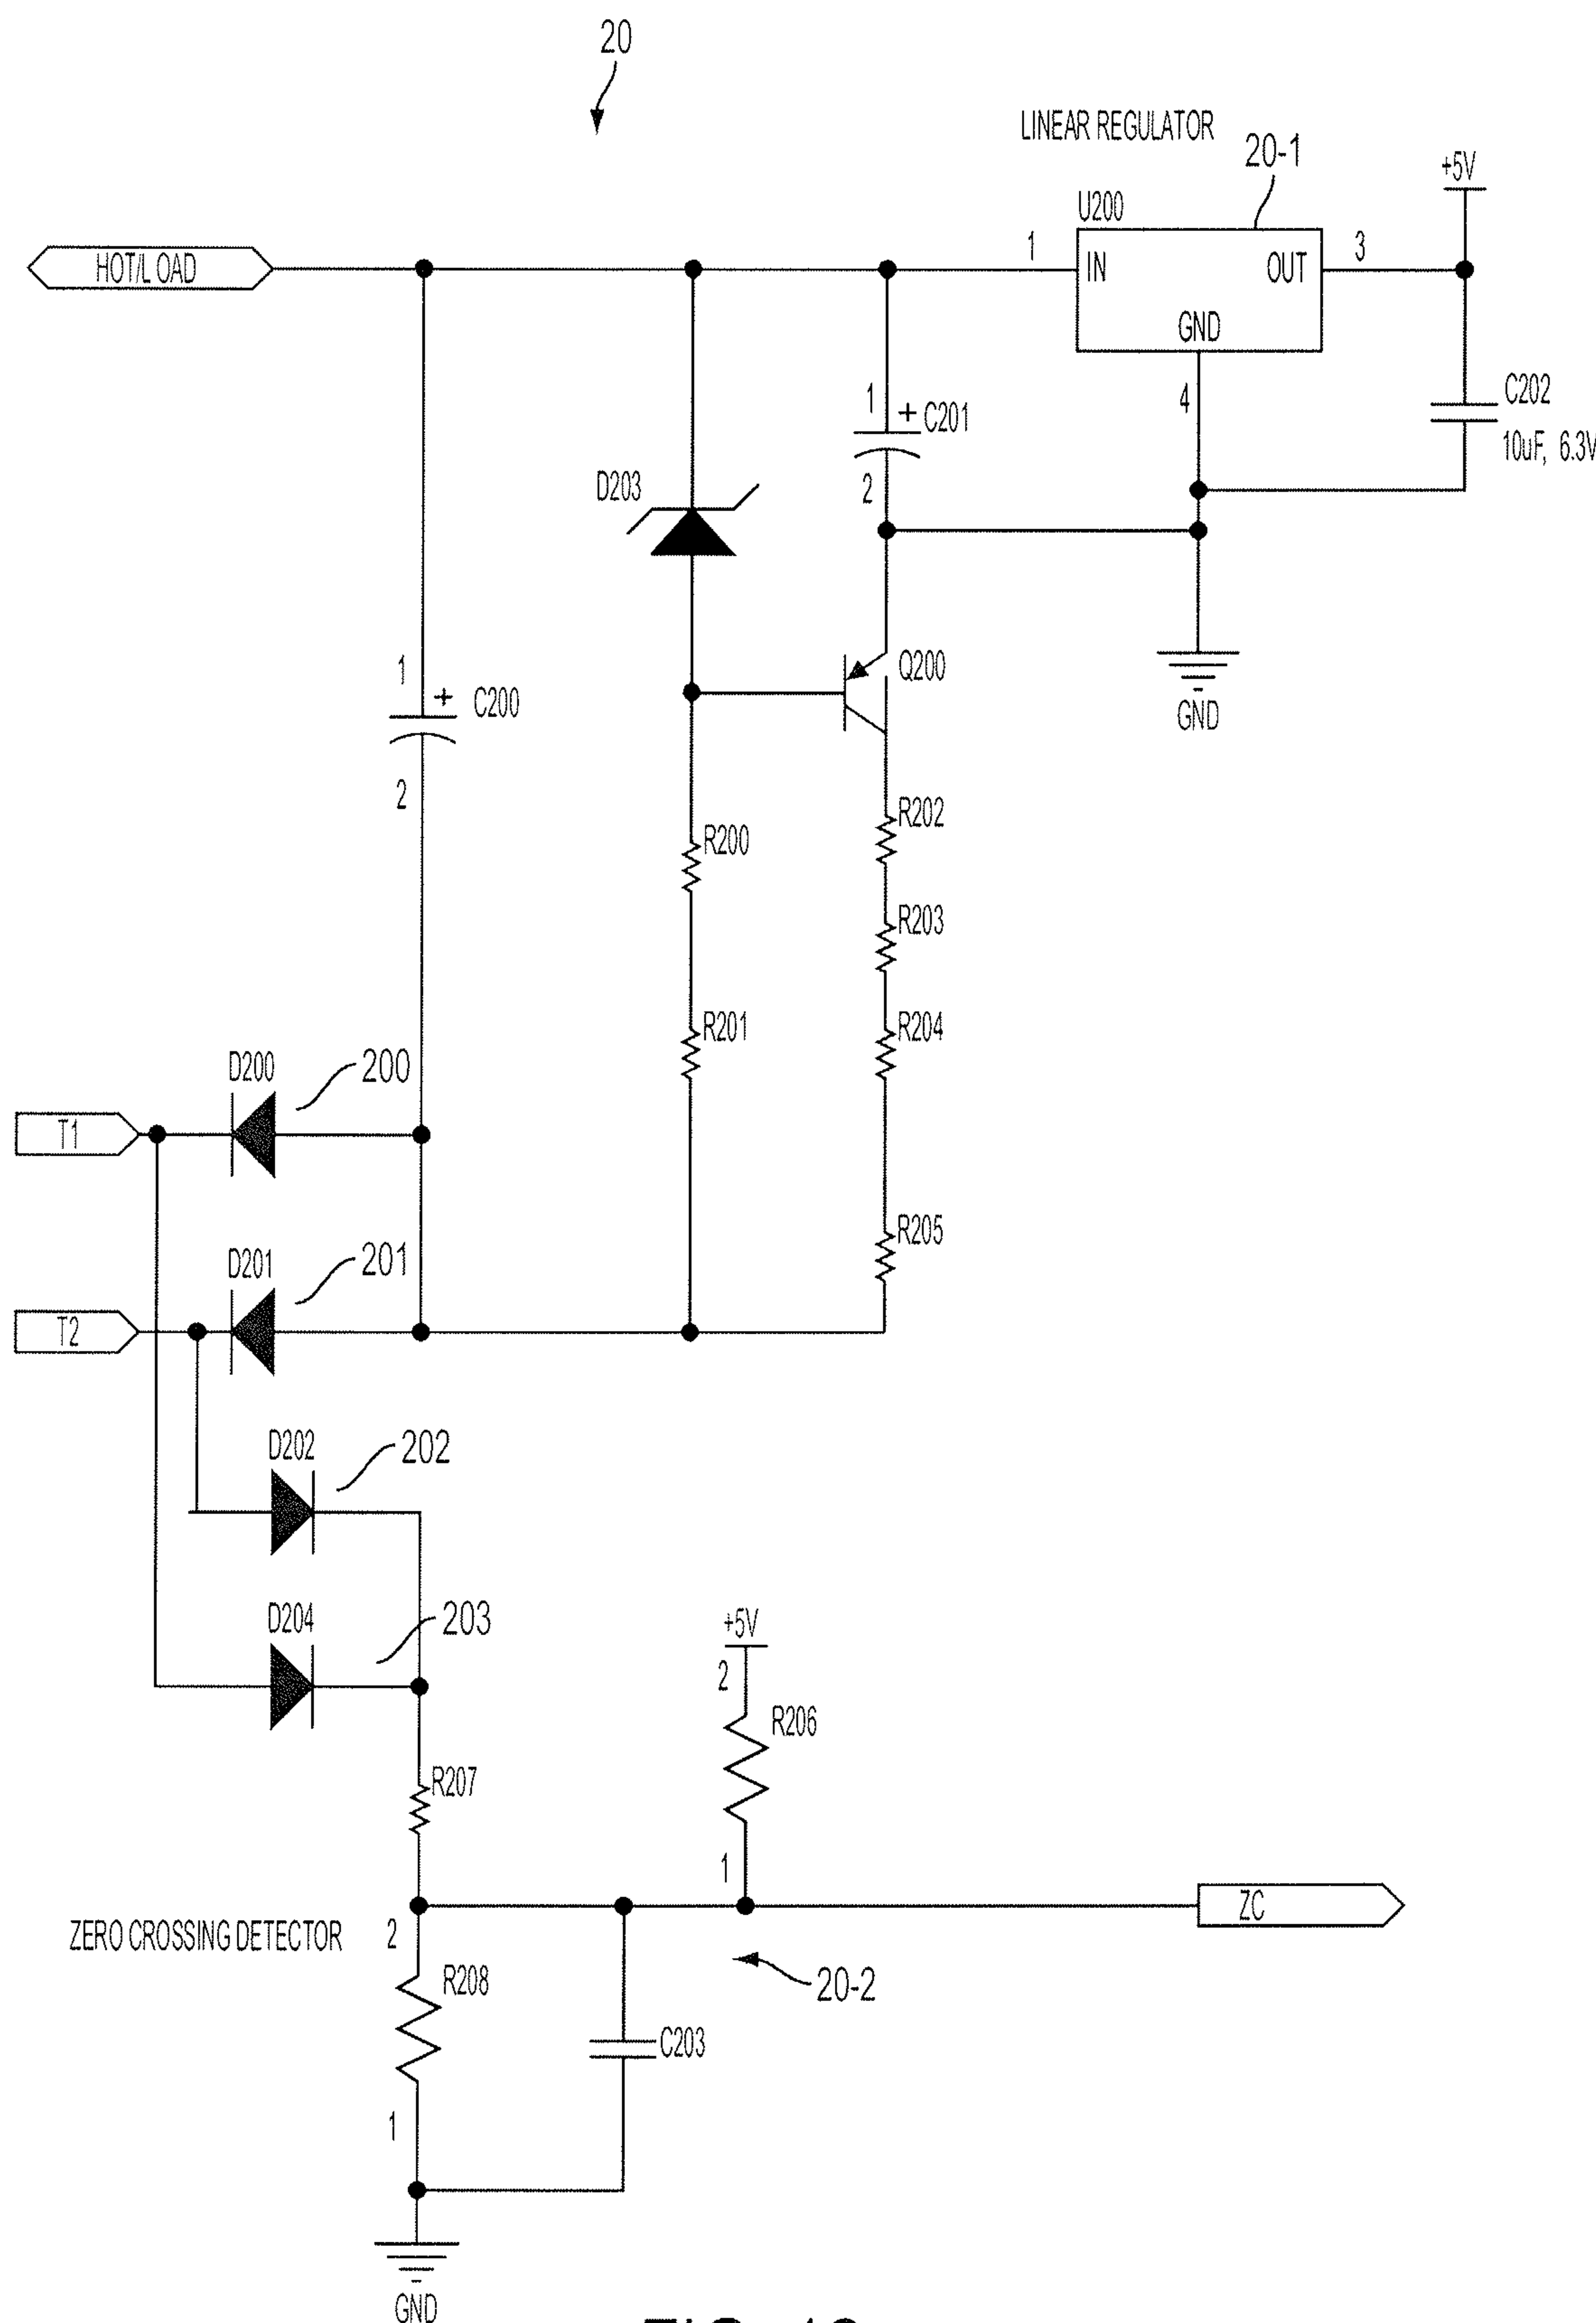 20
LINEAR REGULATOR
20-1
+5V
U200
HOT/L OAD
1
IN
OUT
3
GND
4
C202
10uF, 6.3V
1
+
C201
2
D203
Q200
GND
1
+
C200
2
R202
R200
R203
R201
R204
D200
200
T1
R205
D201
201
T2
D202
202
D204
203
+5V
2
R206
R207
1
ZC
ZERO CROSSING DETECTOR
2
R208
20-2
C203
1
GND